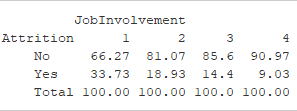 JobInvolvement
Attrition 1 2 3 4
No 66.27 81.07 85.6 90.97
Yes 33.73 18.93 14.4 9.03
Total 100.00 100.00 100.0 100.00